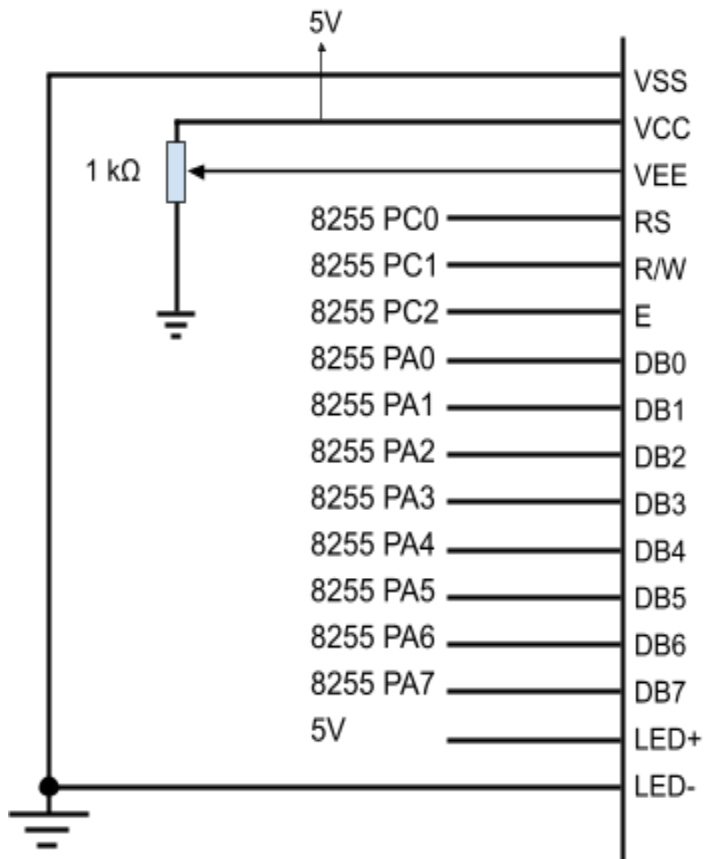 5V
VSS
VCC
1 kΩ VEE
8255 PC0 RS
8255 PC1 R/W
8255 PC2 E
8255 PA0 DB0
8255 PA1 DB1
8255 PA2 DB2
8255 PA3 DB3
8255 PA4 DB4
8255 PA5 DB5
8255 PA6 DB6
8255 PA7 DB7
5V LED+
LED-